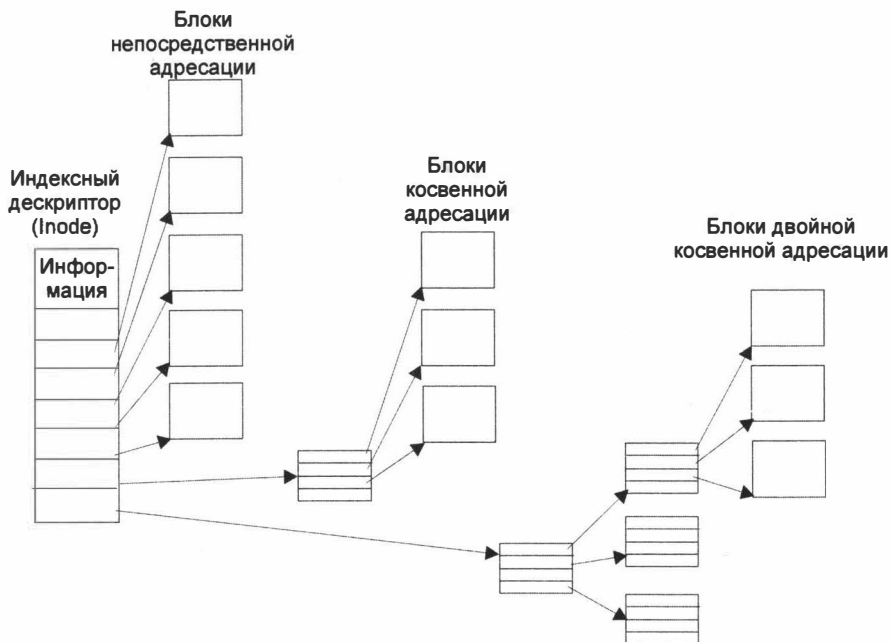 Блоки
непосредственной
адресации
Индексный
дескриптор
(Inode)
Инфор-
мация
Блоки
косвенной
адресации
Блоки двойной
косвенной адресации